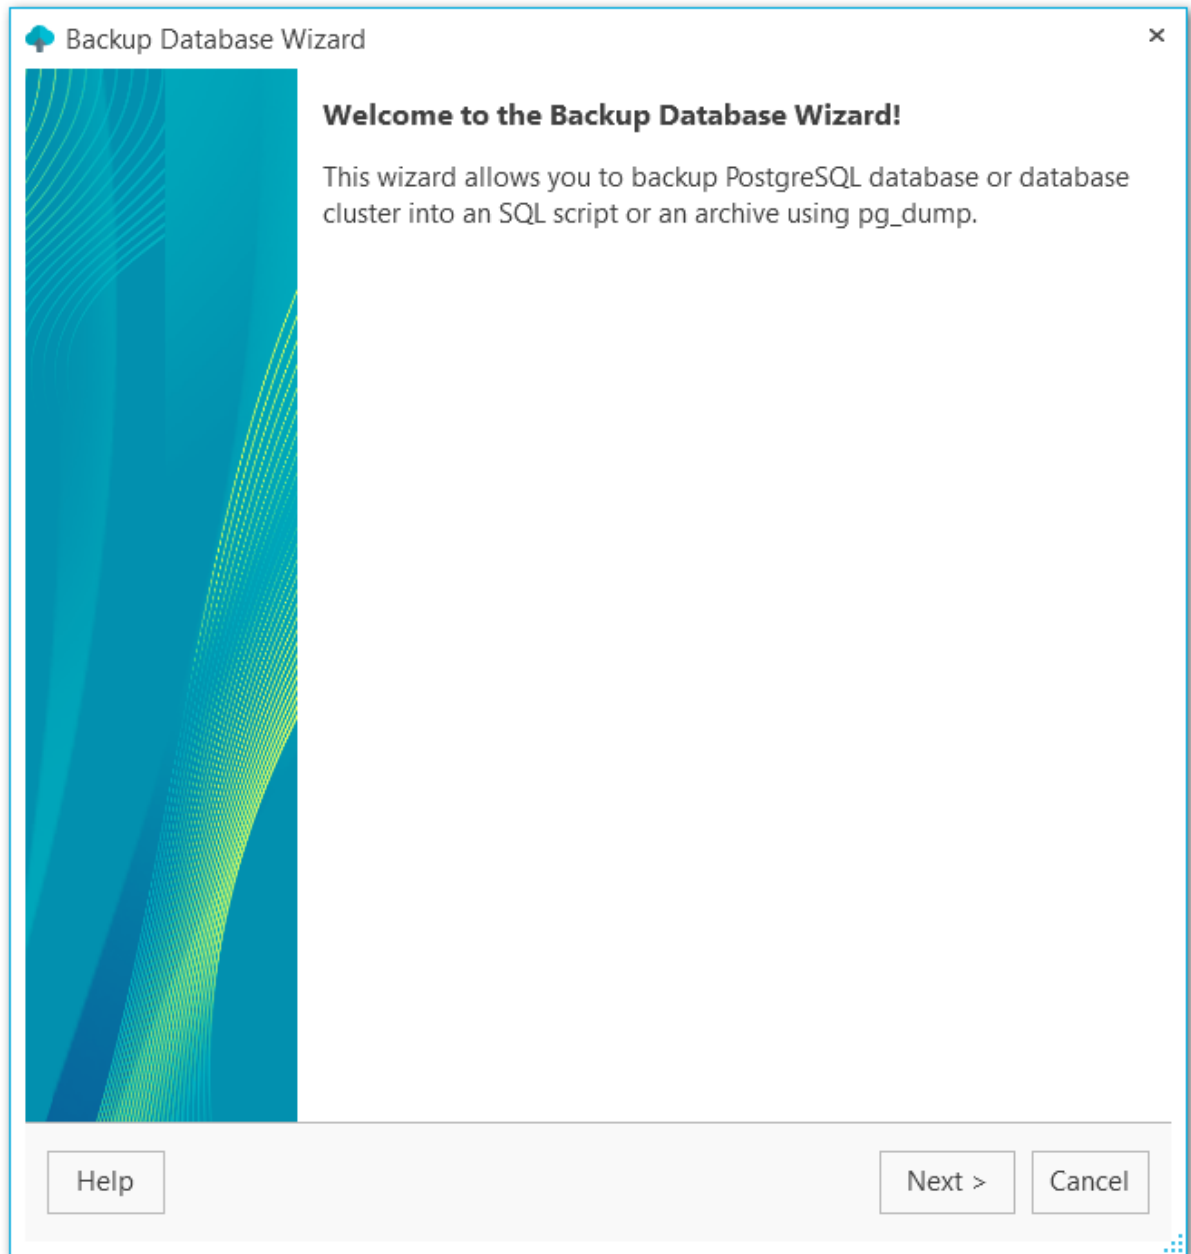 Backup Database Wizard
Welcome to the Backup Database Wizard!
This wizard allows you to backup PostgreSQL database or database
cluster into an SQL script or an archive using pg_dump.
Help
Next >
Cancel